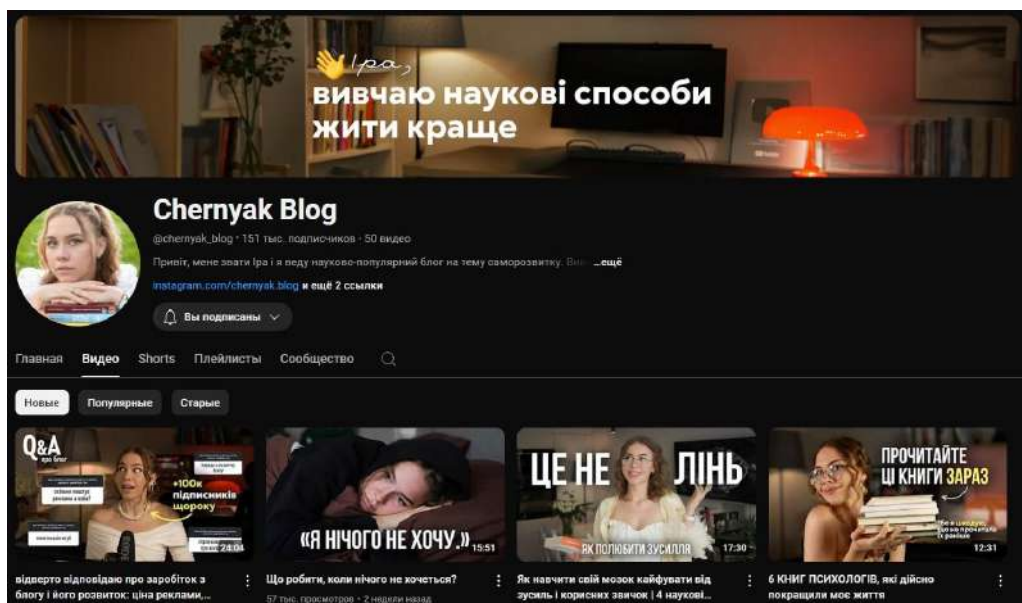 👋 Іра,
вивчаю наукові способи
жити краще
Chernyak Blog
@chernyak_blog · 151 тыс. подписчиков · 50 видео
Привіт, мене звати Іра і я веду науково-популярний блог на тему саморозвитку. ...ещё
instagram.com/chernyak.blog и ещё 2 ссылки
Вы подписаны
Главная Видео Shorts Плейлисты Сообщество
Новые Популярные Старые
Q&A
про блог
+100к
підписників
щороку
24:04
«Я НІЧОГО НЕ ХОЧУ.»
15:51
ЦЕ НЕ ЛІНЬ
ЯК ПОЛЮБИТИ ЗУСИЛЛЯ
17:30
ПРОЧИТАЙТЕ
ЦІ КНИГИ ЗАРАЗ
12:31
відверто відповідаю про заробіток з
блогу і його розвиток: ціна реклами,...
Що робити, коли нічого не хочеться?
57 тыс. просмотров · 2 недели назад
Як навчити свій мозок кайфувати від
зусиль і корисних звичок | 4 наукові...
6 КНИГ ПСИХОЛОГІВ, які дійсно
покращили моє життя